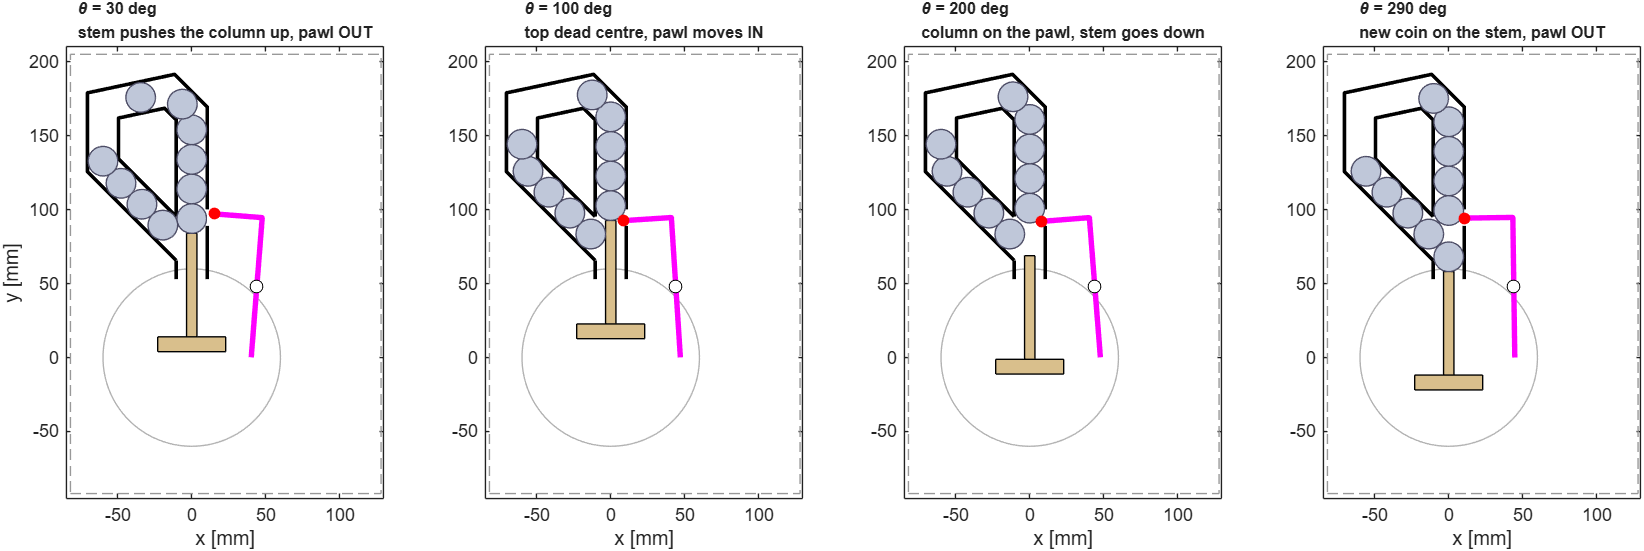 θ = 30 deg
stem pushes the column up, pawl OUT
200
150
100
50
0
-50
-50 0 50 100
x [mm]
y [mm]
θ = 100 deg
top dead centre, pawl moves IN
200
150
100
50
0
-50
-50 0 50 100
x [mm]
θ = 200 deg
column on the pawl, stem goes down
200
150
100
50
0
-50
-50 0 50 100
x [mm]
θ = 290 deg
new coin on the stem, pawl OUT
200
150
100
50
0
-50
-50 0 50 100
x [mm]